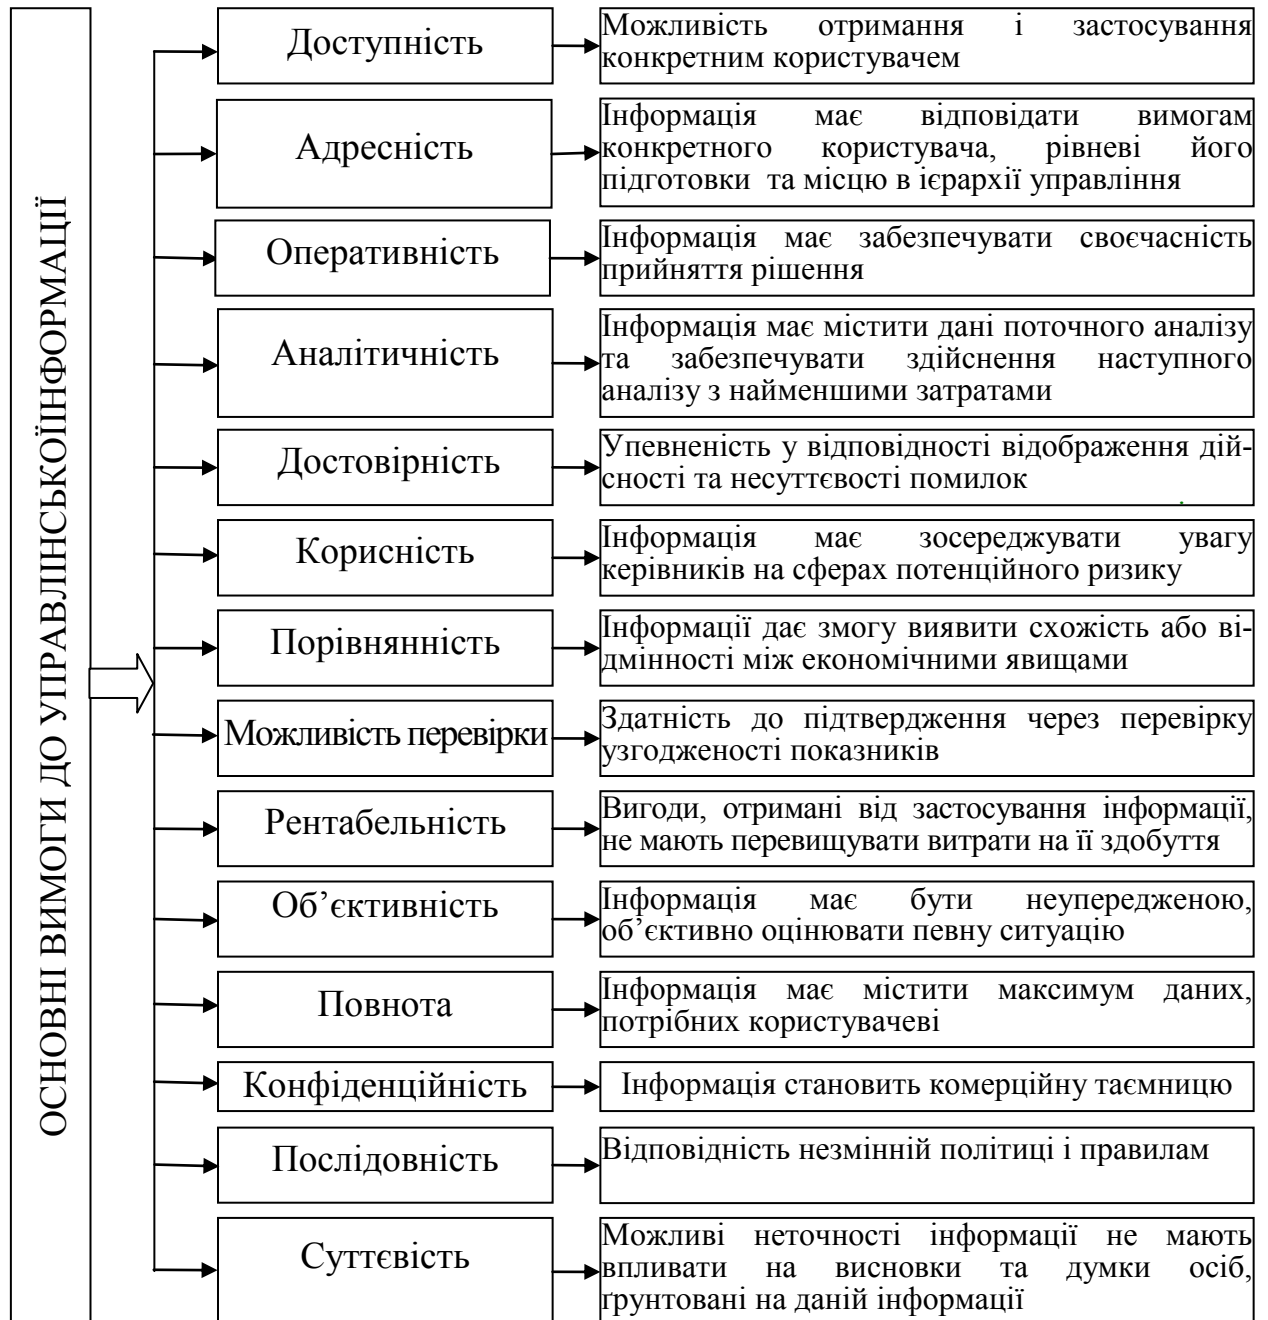 ОСНОВНІ ВИМОГИ ДО УПРАВЛІНСЬКОЇІНФОРМАЦІЇ
Доступність
Можливість отримання і застосування
конкретним користувачем
Адресність
Інформація має відповідати вимогам
конкретного користувача, рівневі його
підготовки та місцю в ієрархії управління
Оперативність
Інформація має забезпечувати своєчасність
прийняття рішення
Аналітичність
Інформація має містити дані поточного аналізу
та забезпечувати здійснення наступного
аналізу з найменшими затратами
Достовірність
Упевненість у відповідності відображення дій-
сності та несуттєвості помилок
Корисність
Інформація має зосереджувати увагу
керівників на сферах потенційного ризику
Порівнянність
Інформації дає змогу виявити схожість або ві-
дмінності між економічними явищами
Можливість перевірки
Здатність до підтвердження через перевірку
узгодженості показників
Рентабельність
Вигоди, отримані від застосування інформації,
не мають перевищувати витрати на її здобуття
Об’єктивність
Інформація має бути неупередженою,
об’єктивно оцінювати певну ситуацію
Повнота
Інформація має містити максимум даних,
потрібних користувачеві
Конфіденційність
Інформація становить комерційну таємницю
Послідовність
Відповідність незмінній політиці і правилам
Суттєвість
Можливі неточності інформації не мають
впливати на висновки та думки осіб,
ґрунтовані на даній інформації